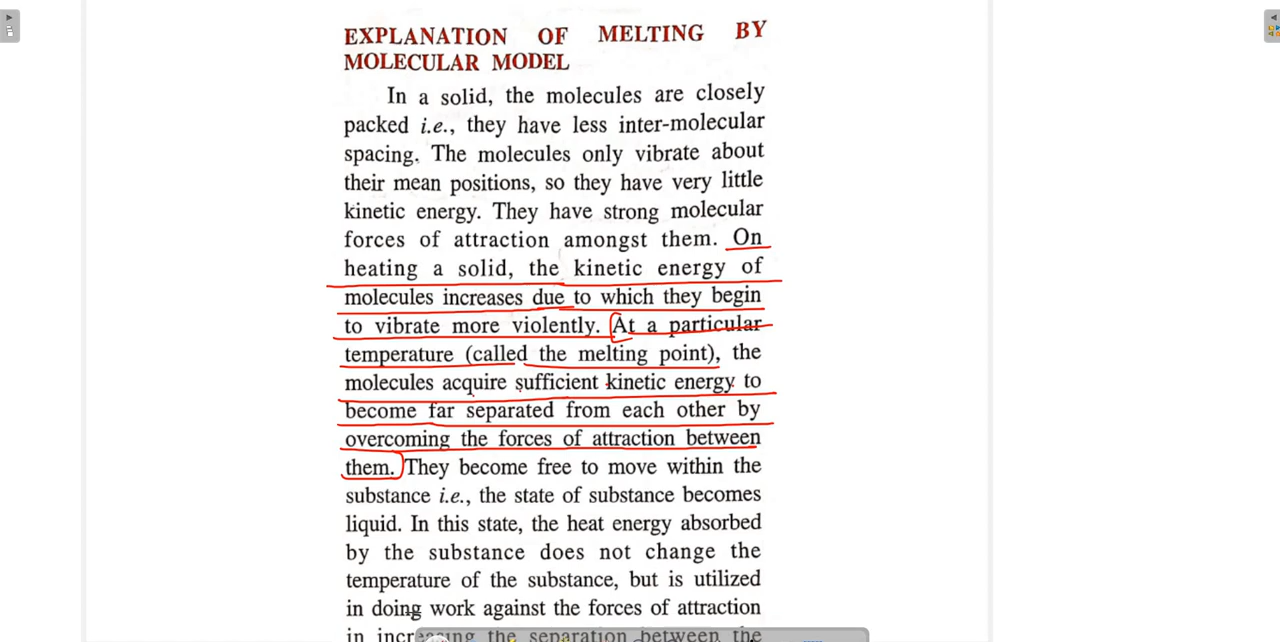 EXPLANATION OF MELTING BY
MOLECULAR MODEL
In a solid, the molecules are closely
packed i.e., they have less inter-molecular
spacing. The molecules only vibrate about
their mean positions, so they have very little
kinetic energy. They have strong molecular
forces of attraction amongst them. On
heating a solid, the kinetic energy of
molecules increases due to which they begin
to vibrate more violently. At a particular
temperature (called the melting point), the
molecules acquire sufficient kinetic energy to
become far separated from each other by
overcoming the forces of attraction between
them. They become free to move within the
substance i.e., the state of substance becomes
liquid. In this state, the heat energy absorbed
by the substance does not change the
temperature of the substance, but is utilized
in doing work against the forces of attraction
in increasing the separation between the